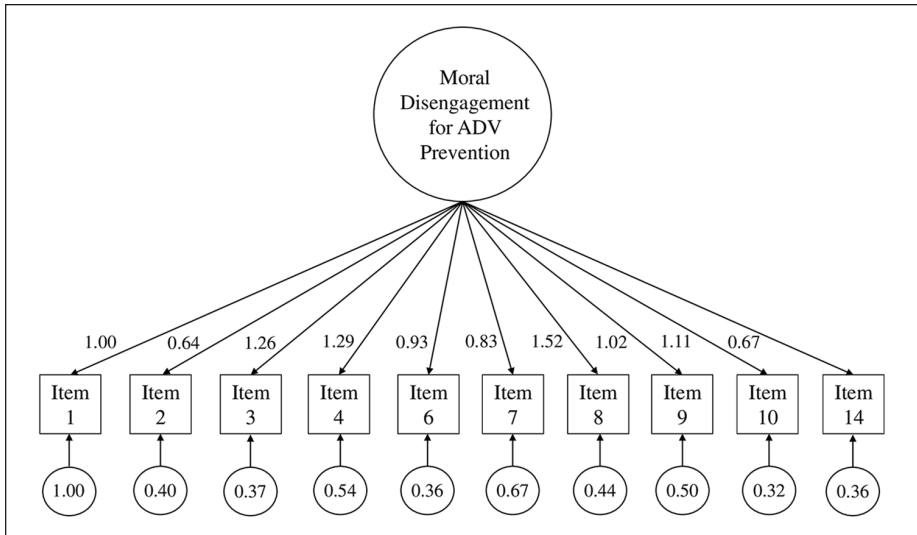 Moral
Disengagement
for ADV
Prevention
1.00 0.64 1.26 1.29 0.93 0.83 1.52 1.02 1.11 0.67
Item Item Item Item Item Item Item Item Item Item
1 2 3 4 6 7 8 9 10 14
1.00 0.40 0.37 0.54 0.36 0.67 0.44 0.50 0.32 0.36